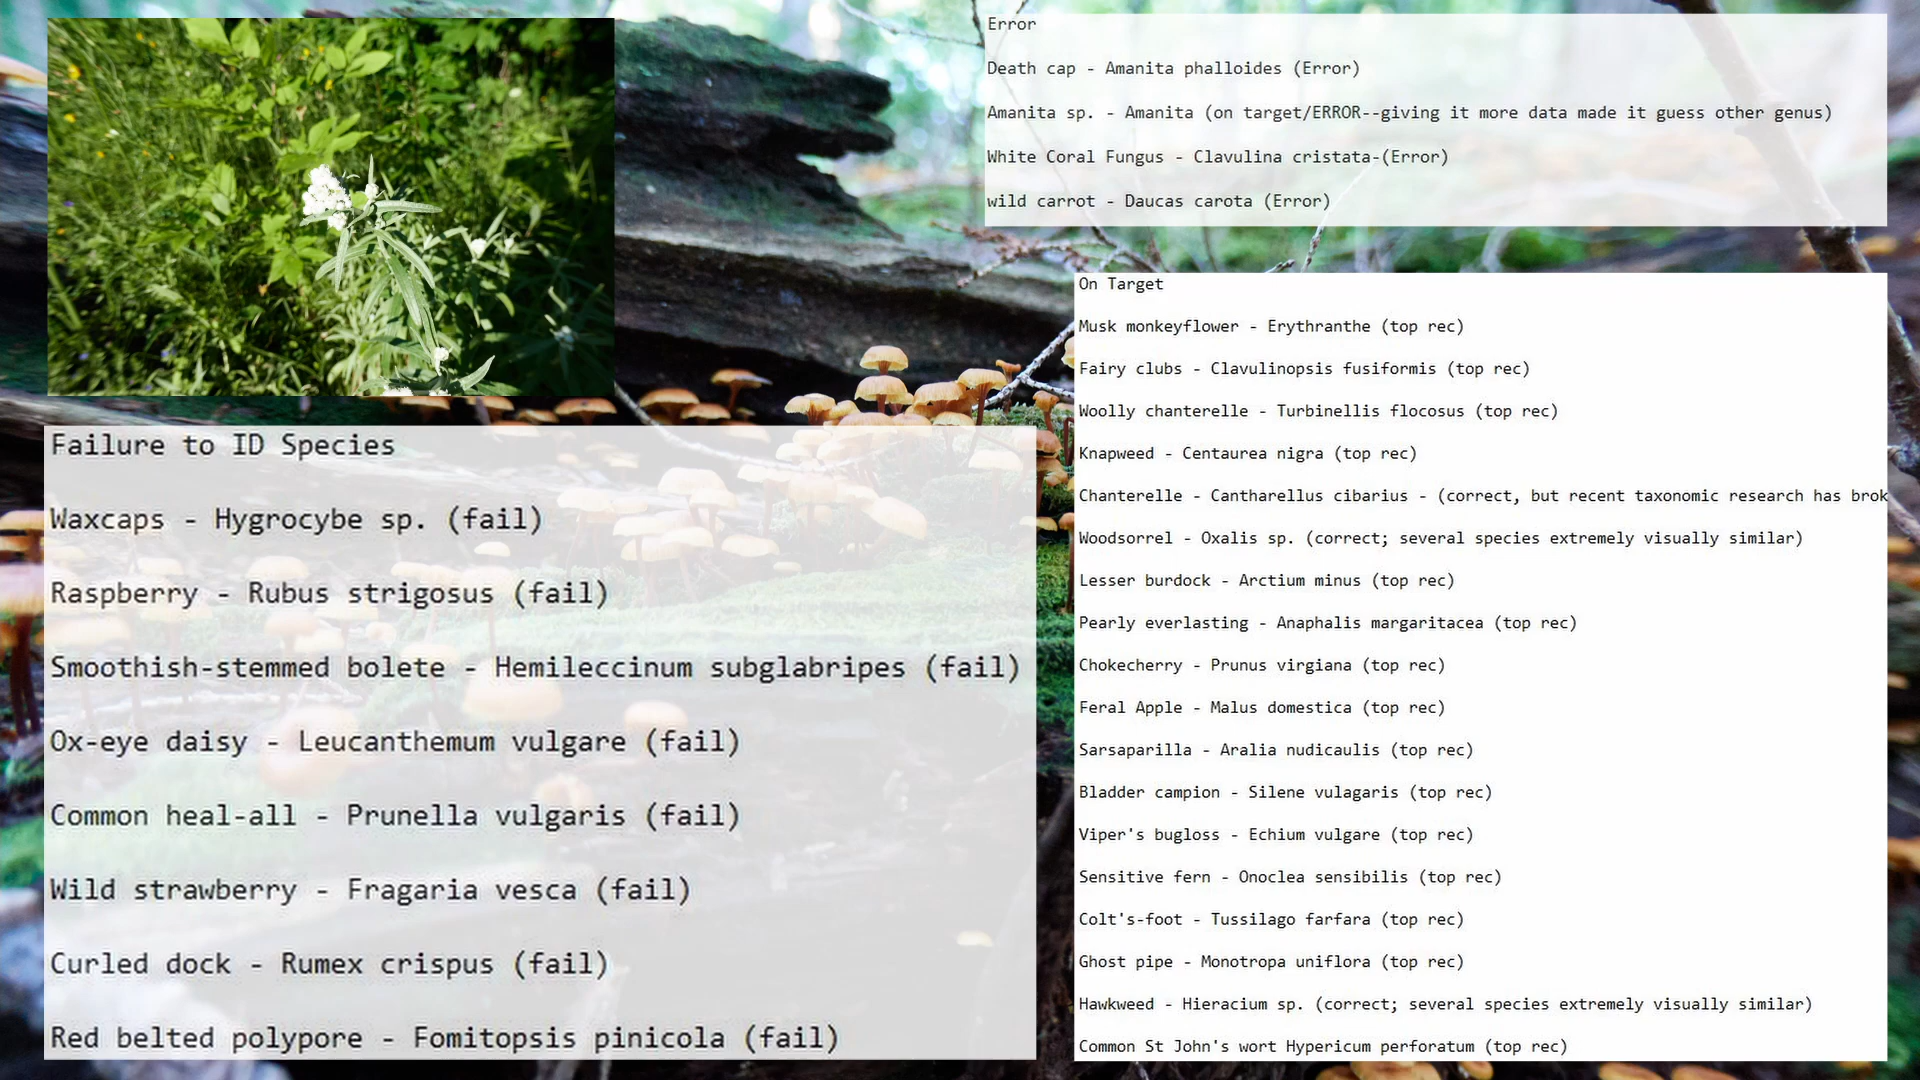 Error
Death cap - Amanita phalloides (Error)
Amanita sp. - Amanita (on target/ERROR--giving it more data made it guess other genus)
White Coral Fungus - Clavulina cristata-(Error)
wild carrot - Daucas carota (Error)
Failure to ID Species
Waxcaps - Hygrocybe sp. (fail)
Raspberry - Rubus strigosus (fail)
Smoothish-stemmed bolete - Hemileccinum subglabripes (fail)
Ox-eye daisy - Leucanthemum vulgare (fail)
Common heal-all - Prunella vulgaris (fail)
Wild strawberry - Fragaria vesca (fail)
Curled dock - Rumex crispus (fail)
Red belted polypore - Fomitopsis pinicola (fail)
On Target
Musk monkeyflower - Erythranthe (top rec)
Fairy clubs - Clavulinopsis fusiformis (top rec)
Woolly chanterelle - Turbinellis flocosus (top rec)
Knapweed - Centaurea nigra (top rec)
Chanterelle - Cantharellus cibarius - (correct, but recent taxonomic research has brok
Woodsorrel - Oxalis sp. (correct; several species extremely visually similar)
Lesser burdock - Arctium minus (top rec)
Pearly everlasting - Anaphalis margaritacea (top rec)
Chokecherry - Prunus virgiana (top rec)
Feral Apple - Malus domestica (top rec)
Sarsaparilla - Aralia nudicaulis (top rec)
Bladder campion - Silene vulagaris (top rec)
Viper's bugloss - Echium vulgare (top rec)
Sensitive fern - Onoclea sensibilis (top rec)
Colt's-foot - Tussilago farfara (top rec)
Ghost pipe - Monotropa uniflora (top rec)
Hawkweed - Hieracium sp. (correct; several species extremely visually similar)
Common St John's wort Hypericum perforatum (top rec)